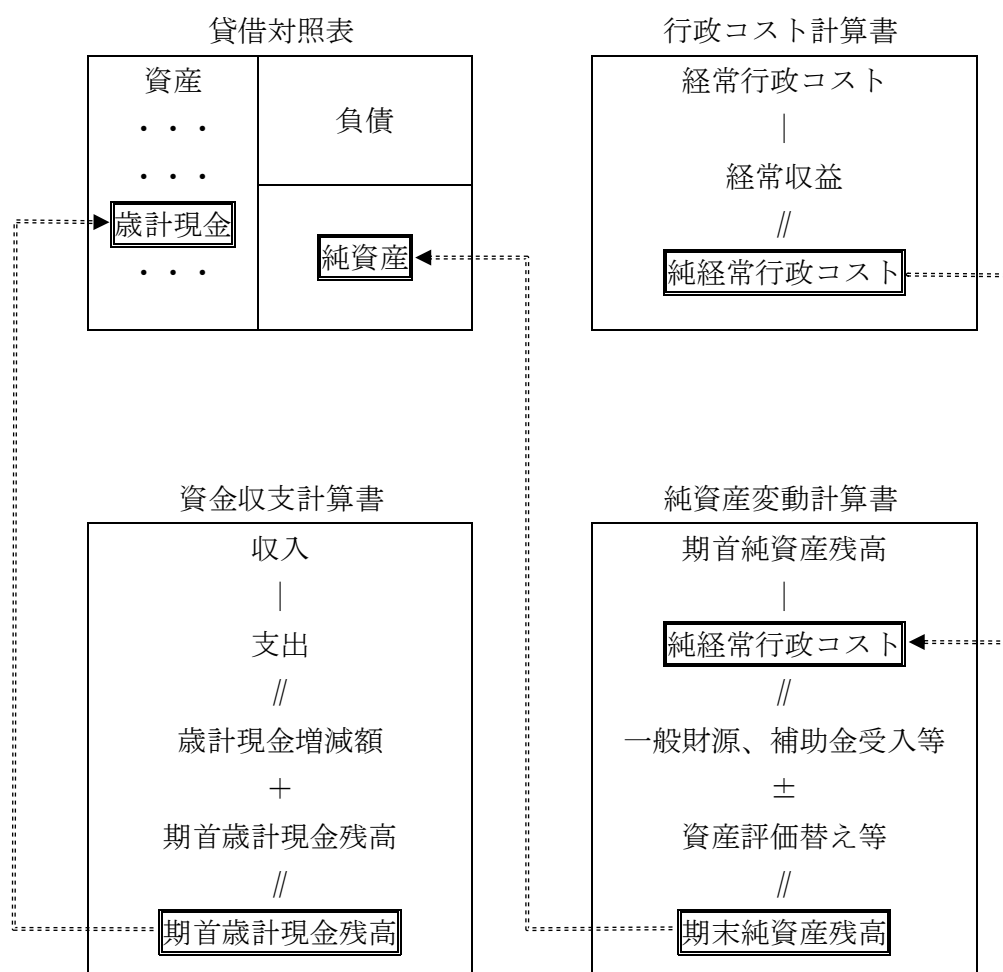 貸借対照表
資産
・・・
・・・
歳計現金
・・・
負債
純資産
行政コスト計算書
経常行政コスト
｜
経常収益
//
純経常行政コスト
資金収支計算書
収入
｜
支出
//
歳計現金増減額
＋
期首歳計現金残高
//
期首歳計現金残高
純資産変動計算書
期首純資産残高
｜
純経常行政コスト
//
一般財源、補助金受入等
±
資産評価替え等
//
期末純資産残高